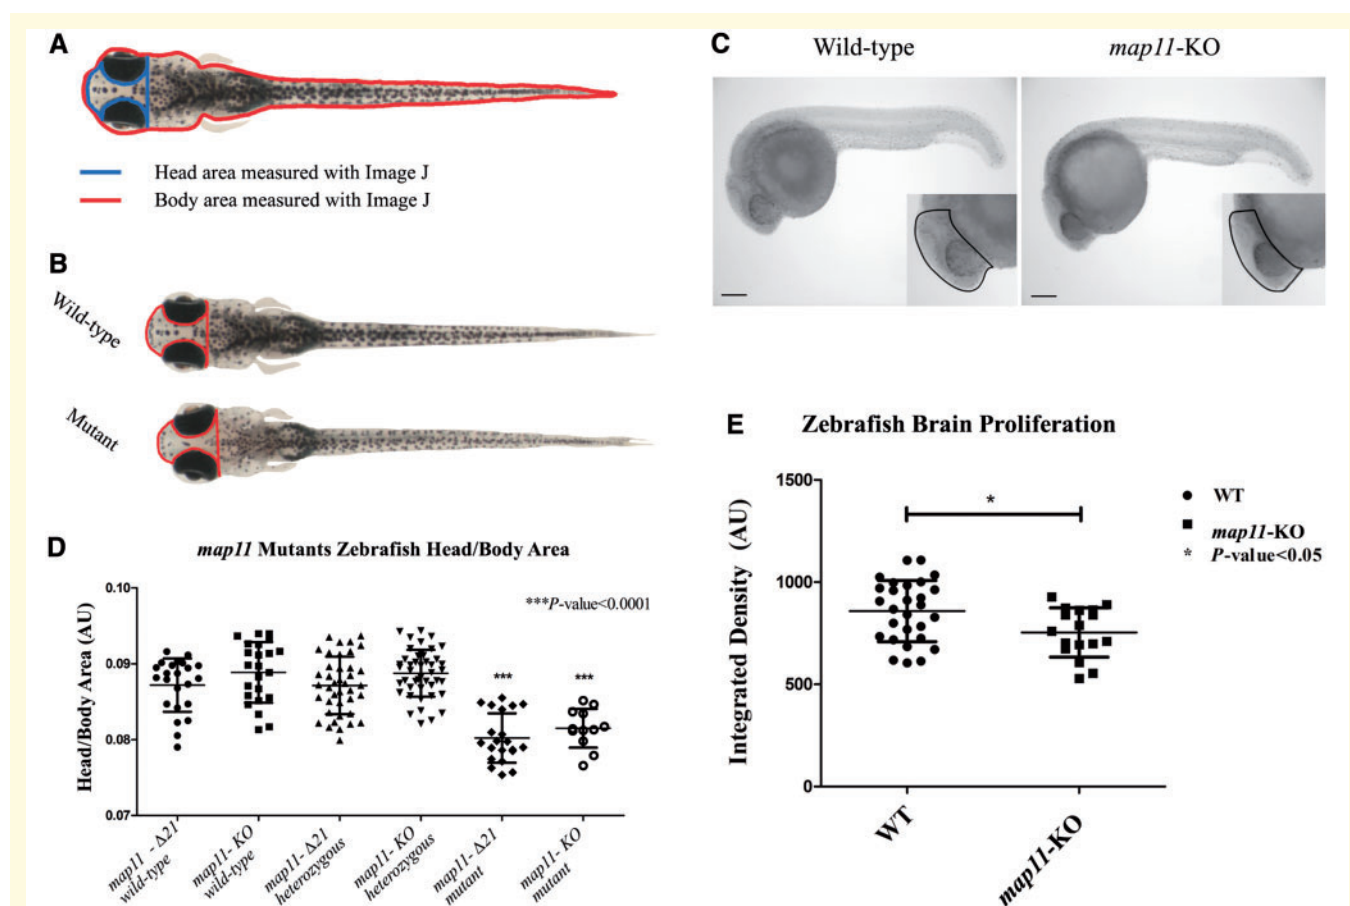 A
Head area measured with Image J
Body area measured with Image J
B
Wild-type
Mutant
C
Wild-type
map11-KO
D
map11 Mutants Zebrafish Head/Body Area
***P-value<0.0001
Head/Body Area (AU)
0.10
0.09
0.08
0.07
***
***
map11 - Δ21
wild-type
map11- KO
wild-type
map11- Δ21
heterozygous
map11- KO
heterozygous
map11- Δ21
mutant
map11- KO
mutant
E
Zebrafish Brain Proliferation
Integrated Density (AU)
1500
1000
500
0
*
WT
map11-KO
* P-value<0.05
WT
map11-KO